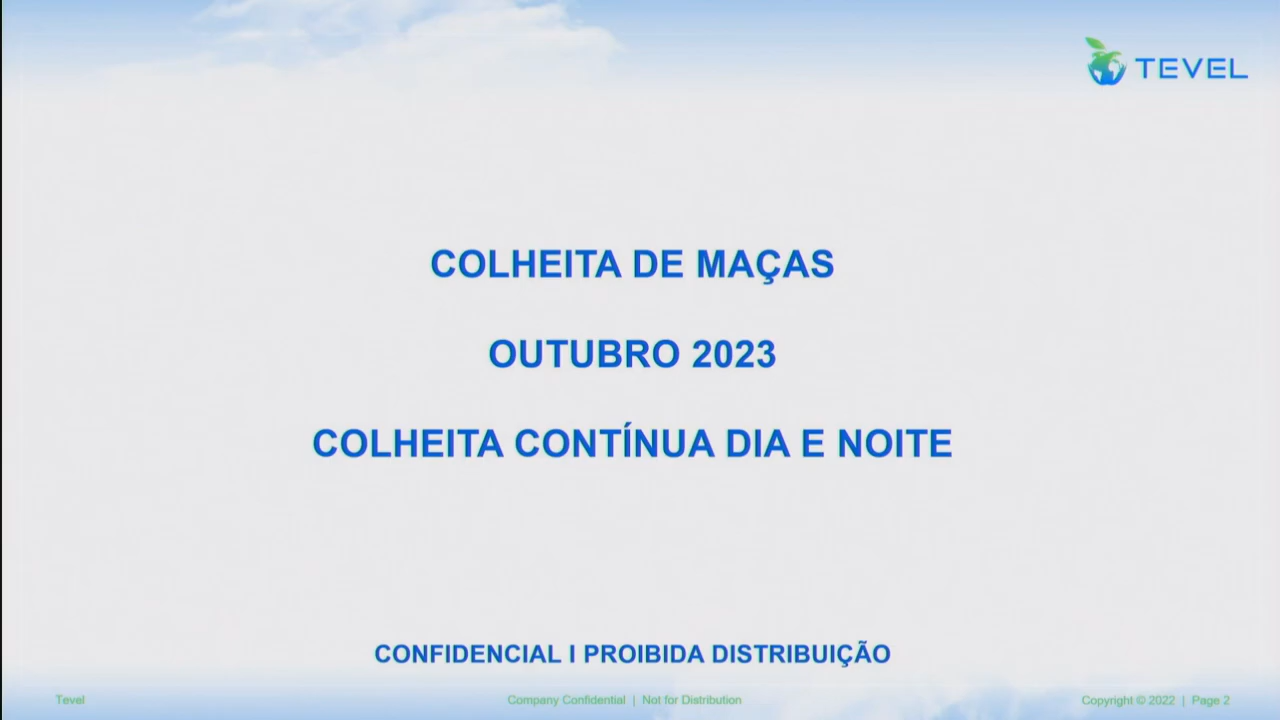 TEVEL
COLHEITA DE MAÇAS
OUTUBRO 2023
COLHEITA CONTÍNUA DIA E NOITE
CONFIDENCIAL I PROIBIDA DISTRIBUIÇÃO
Tevel
Company Confidential | Not for Distribution
Copyright © 2022 | Page 2